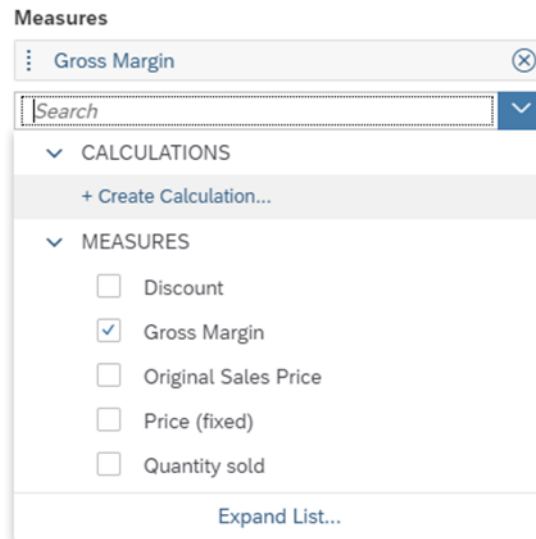 Measures
Gross Margin
Search
CALCULATIONS
+ Create Calculation...
MEASURES
Discount
Gross Margin
Original Sales Price
Price (fixed)
Quantity sold
Expand List...